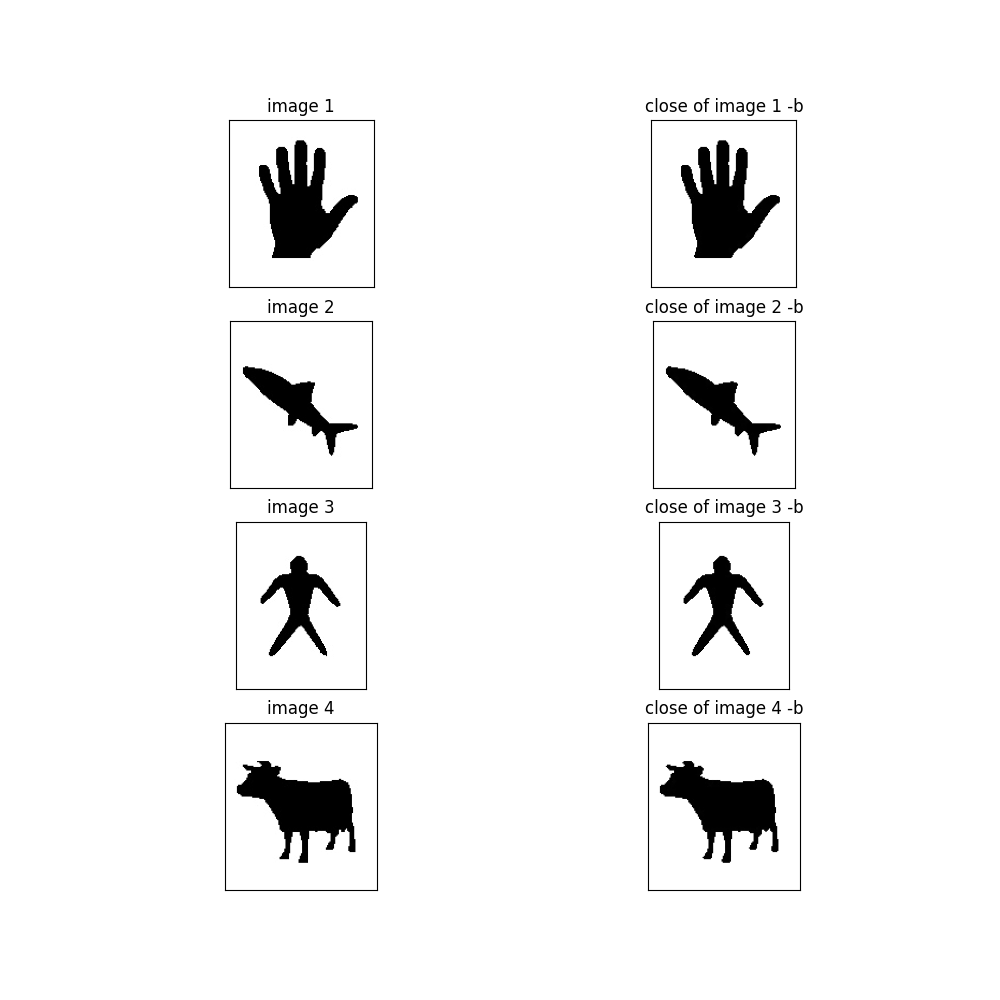 image 1
close of image 1 -b
image 2
close of image 2 -b
image 3
close of image 3 -b
image 4
close of image 4 -b